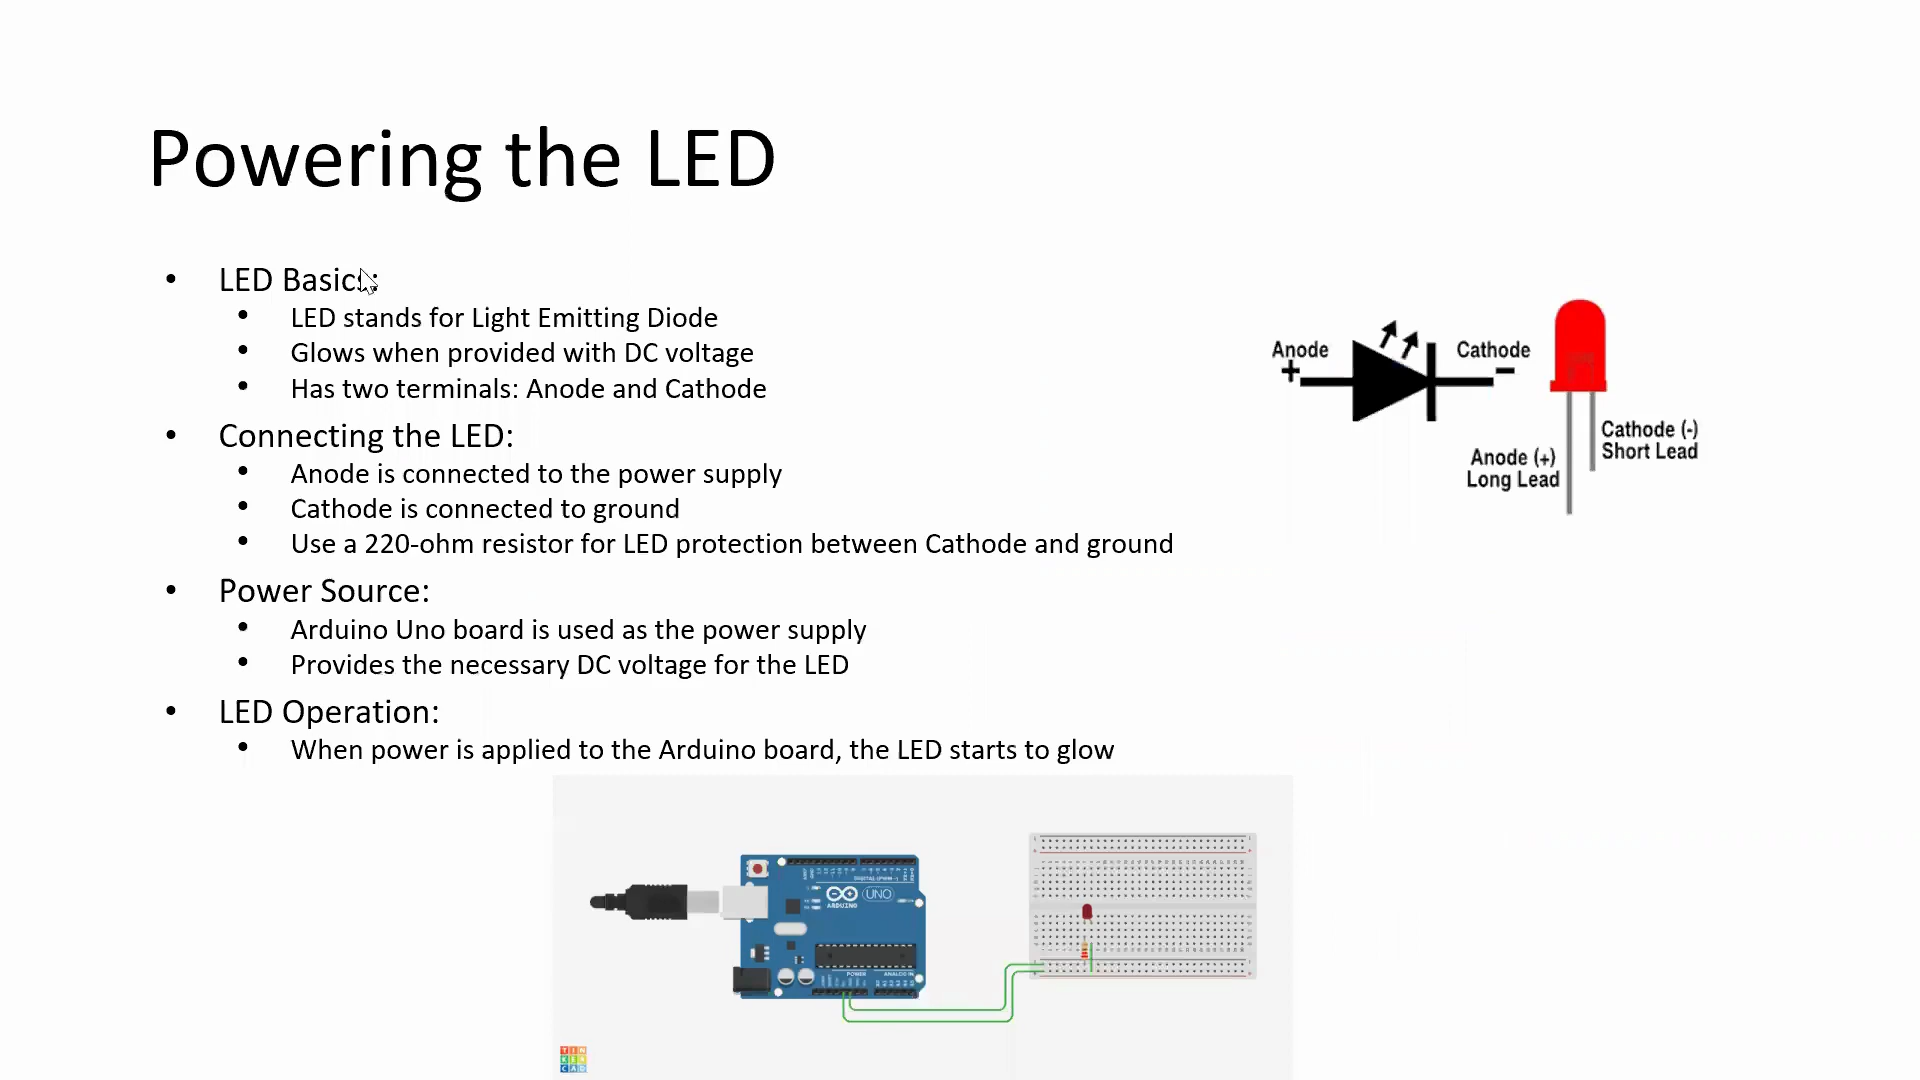 Powering the LED
• LED Basics:
• LED stands for Light Emitting Diode
• Glows when provided with DC voltage
• Has two terminals: Anode and Cathode
• Connecting the LED:
• Anode is connected to the power supply
• Cathode is connected to ground
• Use a 220-ohm resistor for LED protection between Cathode and ground
• Power Source:
• Arduino Uno board is used as the power supply
• Provides the necessary DC voltage for the LED
• LED Operation:
• When power is applied to the Arduino board, the LED starts to glow
Anode
+
Cathode
−
Cathode (-)
Short Lead
Anode (+)
Long Lead
DIGITAL (PWM~)
UNO
ARDUINO
POWER
ANALOG IN
TIN
KER
CAD